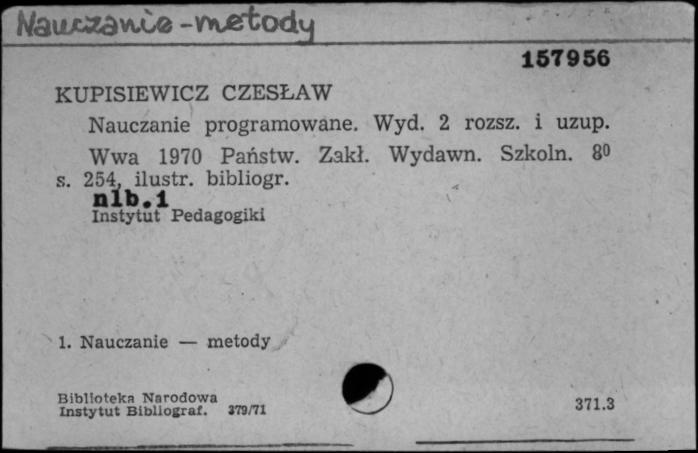 Nauczanie - metody
157956
KUPISIEWICZ CZESŁAW
Nauczanie programowane. Wyd. 2 rozsz. i uzup.
Wwa 1970 Państw. Zakł. Wydawn. Szkoln. 8⁰
s. 254, ilustr. bibliogr.
nlb.1
Instytut Pedagogiki
1. Nauczanie — metody
Biblioteka Narodowa
Instytut Bibliograf. 379/71
371.3